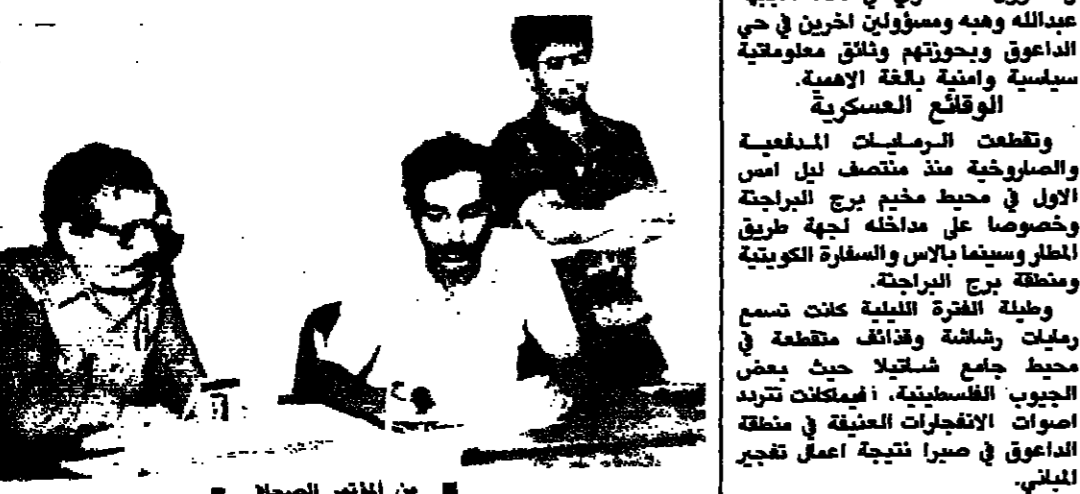 عبدالله وهبه ومسؤولين اخرين في حي
الداعوق وبحوزتهم وثائق معلوماتية
سياسية وامنية بالغة الاهمية.
الوقائع العسكرية
وتقطعت الرمايات المدفعية
والصاروخية منذ منتصف ليل امس
الاول في محيط مخيم برج البراجنة
وخصوصا على مداخله لجهة طريق
المطار وسينما بالاس والسفارة الكويتية
ومنطقة برج البراجنة.
وطيلة الفترة الليلية كانت تسمع
رمايات رشاشة وقذائف متقطعة في
محيط جامع شاتيلا حيث بعض
الجيوب الفلسطينية، فيما كانت تتردد
اصوات الانفجارات العنيفة في منطقة
الداعوق في صبرا نتيجة اعمال تفجير
المباني.
من المؤتمر الصحافي